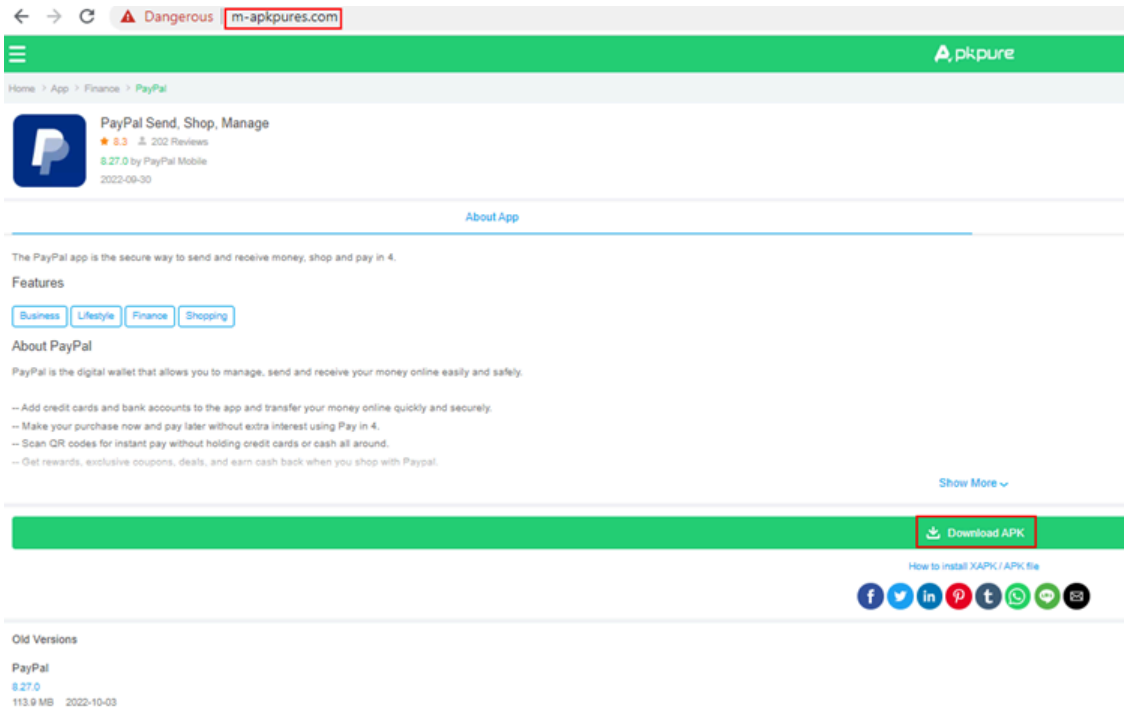 Dangerous m-apkpures.com
Apkpure
Home > App > Finance > PayPal
PayPal Send, Shop, Manage
8.3 202 Reviews
8.27.0 by PayPal Mobile
2022-09-30
About App
The PayPal app is the secure way to send and receive money, shop and pay in 4.
Features
Business Lifestyle Finance Shopping
About PayPal
PayPal is the digital wallet that allows you to manage, send and receive your money online easily and safely.
-- Add credit cards and bank accounts to the app and transfer your money online quickly and securely.
-- Make your purchase now and pay later without extra interest using Pay in 4.
-- Scan QR codes for instant pay without holding credit cards or cash all around.
-- Get rewards, exclusive coupons, deals, and earn cash back when you shop with Paypal.
Show More
Download APK
How to install XAPK / APK file
Old Versions
PayPal
8.27.0
113.9 MB 2022-10-03